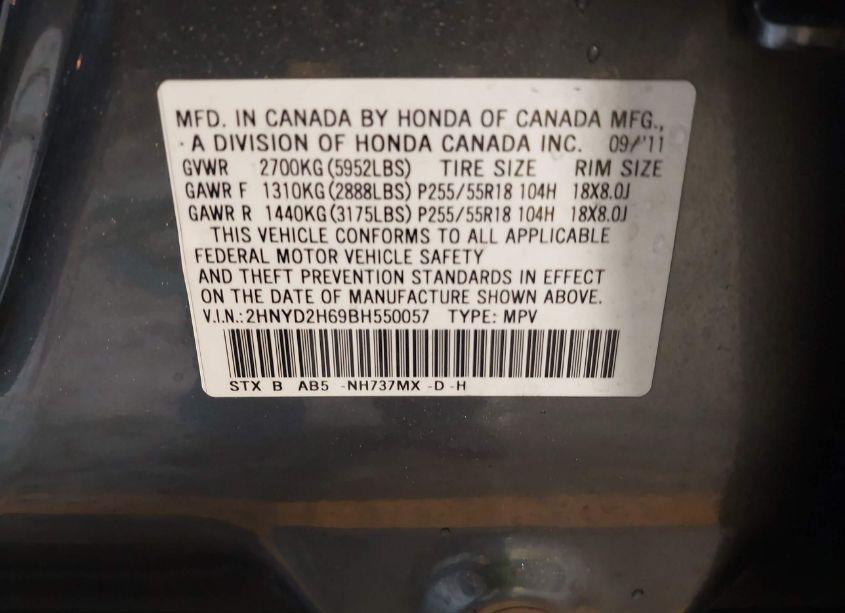 MFD. IN CANADA BY HONDA OF CANADA MFG.,
A DIVISION OF HONDA CANADA INC. 09/'11
GVWR 2700KG(5952LBS) TIRE SIZE RIM SIZE
GAWR F 1310KG(2888LBS) P255/55R18 104H 18X8.0J
GAWR R 1440KG(3175LBS) P255/55R18 104H 18X8.0J
THIS VEHICLE CONFORMS TO ALL APPLICABLE
FEDERAL MOTOR VEHICLE SAFETY
AND THEFT PREVENTION STANDARDS IN EFFECT
ON THE DATE OF MANUFACTURE SHOWN ABOVE.
V.I.N.:2HNYD2H69BH550057 TYPE: MPV
STX B AB5 -NH737MX -D -H